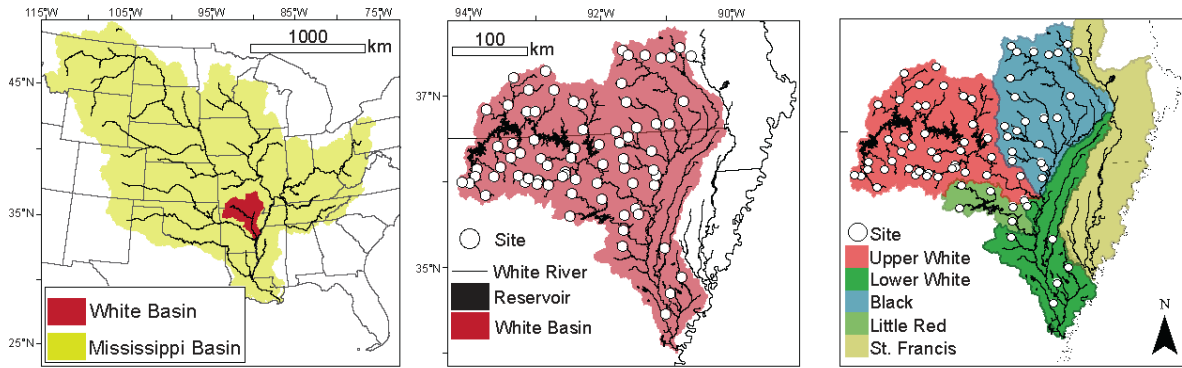 115°W 105°W 95°W 85°W 75°W
1000
km
45°N
35°N
25°N
White Basin
Mississippi Basin
94°W 92°W 90°W
100
km
37°N
35°N
Site
White River
Reservoir
White Basin
Site
Upper White
Lower White
Black
Little Red
St. Francis
N